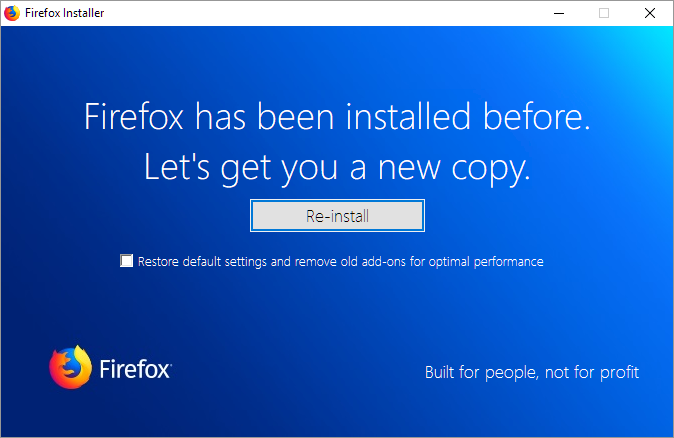 Firefox Installer
Firefox has been installed before.
Let's get you a new copy.
Re-install
Restore default settings and remove old add-ons for optimal performance
Firefox
Built for people, not for profit